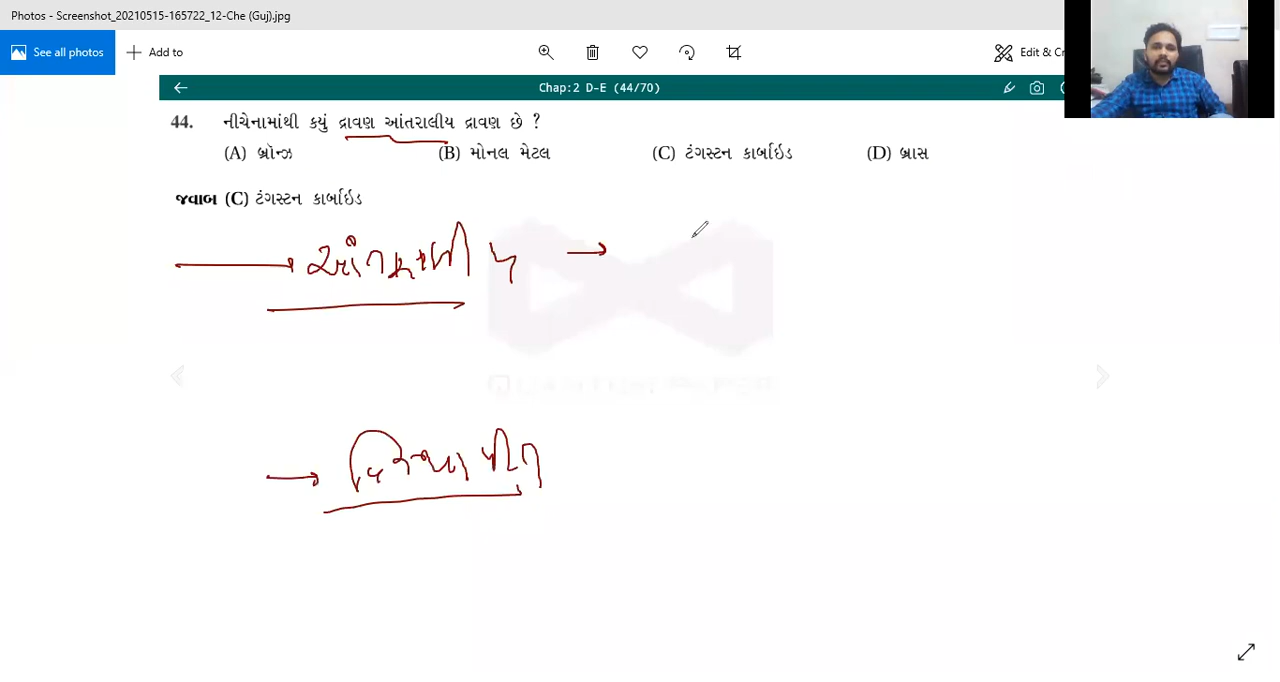 Photos - Screenshot_20210515-165722_12-Che (Guj).jpg
See all photos
Add to
Edit & Cr
Chap:2 D-E (44/70)
44. નીચેનામાંથી કયું દ્રાવણ આંતરાલીય દ્રાવણ છે ?
(A) બ્રૉન્ઝ (B) મોનલ મેટલ (C) ટંગસ્ટન કાર્બાઇડ (D) બ્રાસ
જવાબ (C) ટંગસ્ટન કાર્બાઇડ
આંતરાલીય